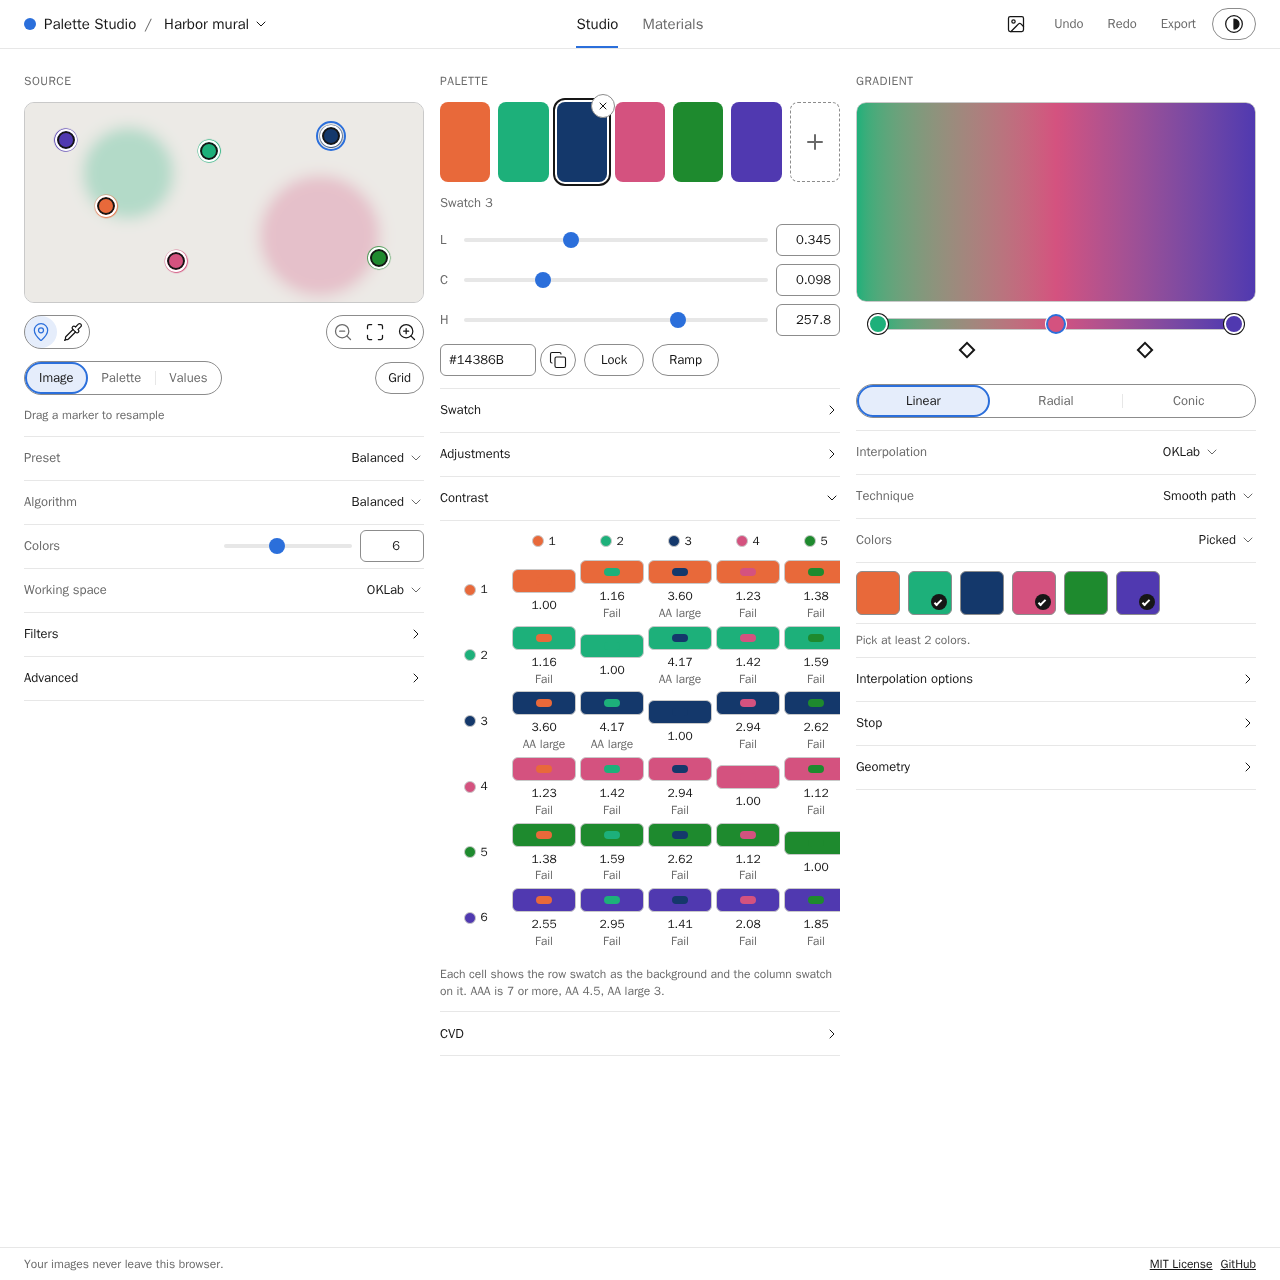 Palette Studio / Harbor mural
Studio Materials
Undo Redo Export
SOURCE
Image Palette Values Grid
Drag a marker to resample
Preset Balanced
Algorithm Balanced
Colors 6
Working space OKLab
Filters
Advanced
PALETTE
Swatch 3
L 0.345
C 0.098
H 257.8
#14386B Lock Ramp
Swatch
Adjustments
Contrast
1 2 3 4 5
1 1.00 1.16 3.60 1.23 1.38
Fail AA large Fail Fail
2 1.16 1.00 4.17 1.42 1.59
Fail AA large Fail Fail
3 3.60 4.17 1.00 2.94 2.62
AA large AA large Fail Fail
4 1.23 1.42 2.94 1.00 1.12
Fail Fail Fail Fail
5 1.38 1.59 2.62 1.12 1.00
Fail Fail Fail Fail
6 2.55 2.95 1.41 2.08 1.85
Fail Fail Fail Fail Fail
Each cell shows the row swatch as the background and the column swatch
on it. AAA is 7 or more, AA 4.5, AA large 3.
CVD
GRADIENT
Linear Radial Conic
Interpolation OKLab
Technique Smooth path
Colors Picked
Pick at least 2 colors.
Interpolation options
Stop
Geometry
Your images never leave this browser.
MIT License GitHub